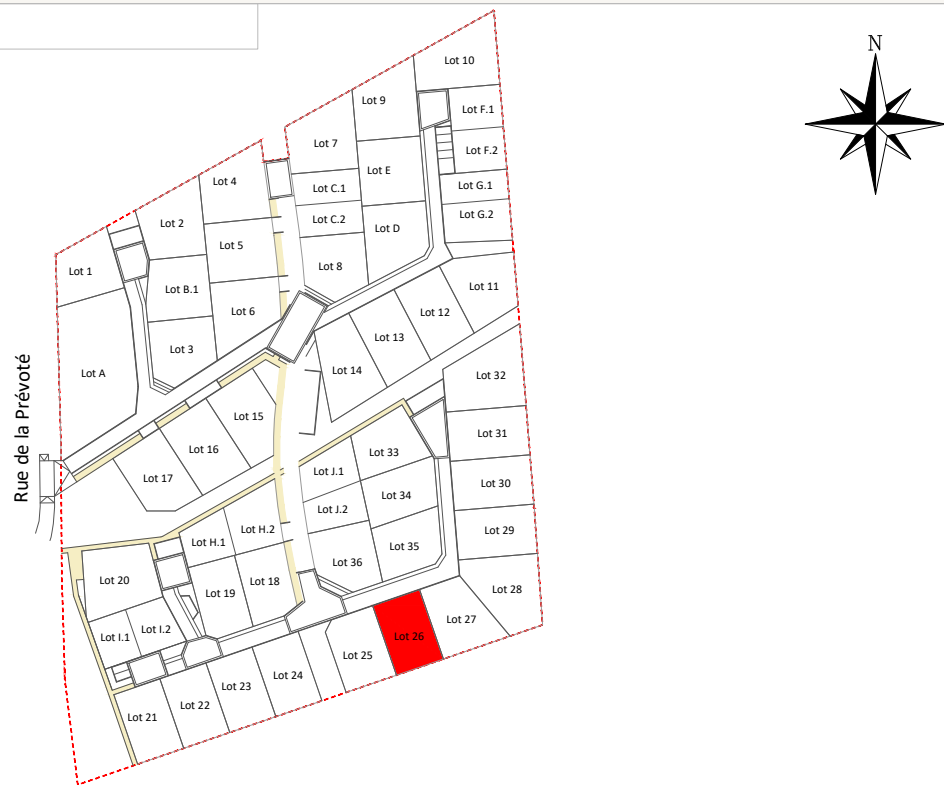 N
Lot 10
Lot 9
Lot F.1
Lot 7
Lot F.2
Lot E
Lot 4
Lot C.1
Lot G.1
Lot G.2
Lot 2
Lot C.2
Lot D
Lot 5
Lot 8
Lot 1
Lot B.1
Lot 11
Lot 6
Lot 12
Lot 13
Lot 3
Lot 14
Lot A
Lot 32
Rue de la Prévoté
Lot 15
Lot 31
Lot 16
Lot 33
Lot J.1
Lot 17
Lot 30
Lot 34
Lot J.2
Lot H.2
Lot 29
Lot H.1
Lot 35
Lot 36
Lot 20
Lot 18
Lot 28
Lot 19
Lot 27
Lot I.2
Lot I.1
Lot 26
Lot 25
Lot 24
Lot 23
Lot 22
Lot 21